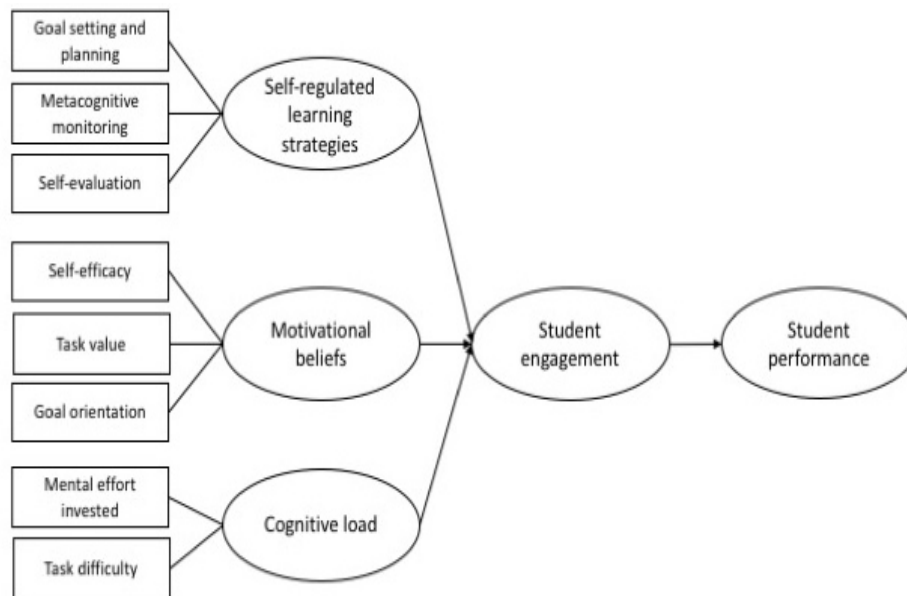 Goal setting and
planning
Metacognitive
monitoring
Self-evaluation
Self-regulated
learning
strategies
Self-efficacy
Task value
Goal orientation
Motivational
beliefs
Mental effort
invested
Task difficulty
Cognitive load
Student
engagement
Student
performance